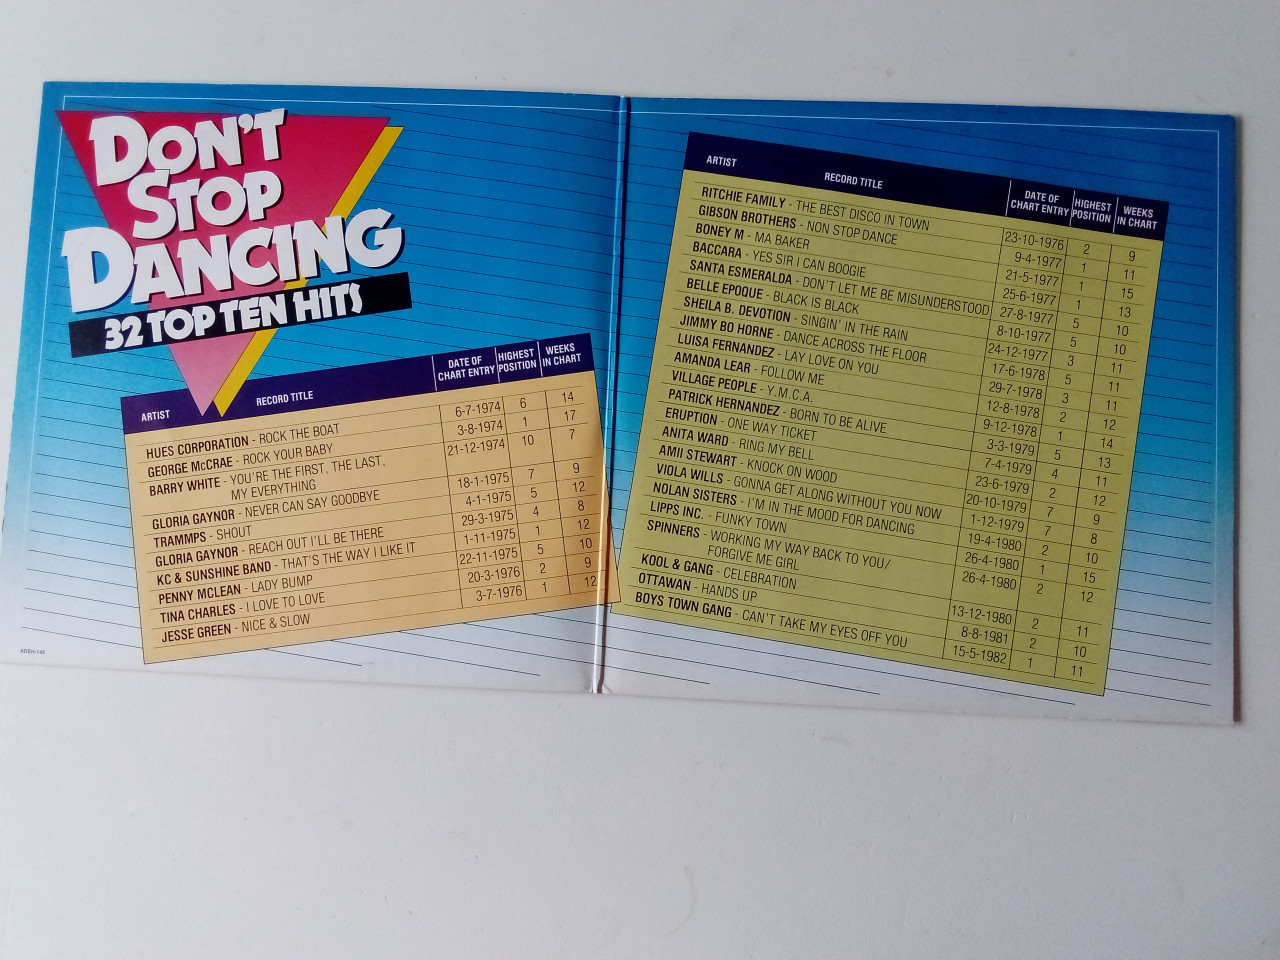 DON'T
STOP
DANCING
32 TOP TEN HITS
ARTIST RECORD TITLE DATE OF CHART ENTRY HIGHEST POSITION WEEKS IN CHART
HUES CORPORATION - ROCK THE BOAT 6-7-1974 6 14
GEORGE McCRAE - ROCK YOUR BABY 3-8-1974 1 17
BARRY WHITE - YOU'RE THE FIRST, THE LAST, 21-12-1974 10 7
MY EVERYTHING
GLORIA GAYNOR - NEVER CAN SAY GOODBYE 18-1-1975 7 9
TRAMMPS - SHOUT 4-1-1975 5 12
GLORIA GAYNOR - REACH OUT I'LL BE THERE 29-3-1975 4 8
KC & SUNSHINE BAND - THAT'S THE WAY I LIKE IT 1-11-1975 1 12
PENNY MCLEAN - LADY BUMP 22-11-1975 5 10
TINA CHARLES - I LOVE TO LOVE 20-3-1976 2 9
JESSE GREEN - NICE & SLOW 3-7-1976 1 12
ADEH-145
ARTIST RECORD TITLE DATE OF CHART ENTRY HIGHEST POSITION WEEKS IN CHART
RITCHIE FAMILY - THE BEST DISCO IN TOWN 23-10-1976 2 9
GIBSON BROTHERS - NON STOP DANCE 9-4-1977 1 11
BONEY M - MA BAKER 21-5-1977 1 15
BACCARA - YES SIR I CAN BOOGIE 25-6-1977 1 13
SANTA ESMERALDA - DON'T LET ME BE MISUNDERSTOOD 27-8-1977 5 10
BELLE EPOQUE - BLACK IS BLACK 8-10-1977 5 10
SHEILA B. DEVOTION - SINGIN' IN THE RAIN 24-12-1977 3 11
JIMMY BO HORNE - DANCE ACROSS THE FLOOR 17-6-1978 5 11
LUISA FERNANDEZ - LAY LOVE ON YOU 29-7-1978 3 11
AMANDA LEAR - FOLLOW ME 12-8-1978 2 12
VILLAGE PEOPLE - Y.M.C.A. 9-12-1978 1 14
PATRICK HERNANDEZ - BORN TO BE ALIVE 3-3-1979 5 13
ERUPTION - ONE WAY TICKET 7-4-1979 4 11
ANITA WARD - RING MY BELL 23-6-1979 2 12
AMII STEWART - KNOCK ON WOOD 20-10-1979 7 9
VIOLA WILLS - GONNA GET ALONG WITHOUT YOU NOW 1-12-1979 7 8
NOLAN SISTERS - I'M IN THE MOOD FOR DANCING 19-4-1980 2 10
LIPPS INC. - FUNKY TOWN 26-4-1980 1 15
SPINNERS - WORKING MY WAY BACK TO YOU/ 26-4-1980 2 12
FORGIVE ME GIRL
KOOL & GANG - CELEBRATION 13-12-1980 2 11
OTTAWAN - HANDS UP 8-8-1981 2 10
BOYS TOWN GANG - CAN'T TAKE MY EYES OFF YOU 15-5-1982 1 11